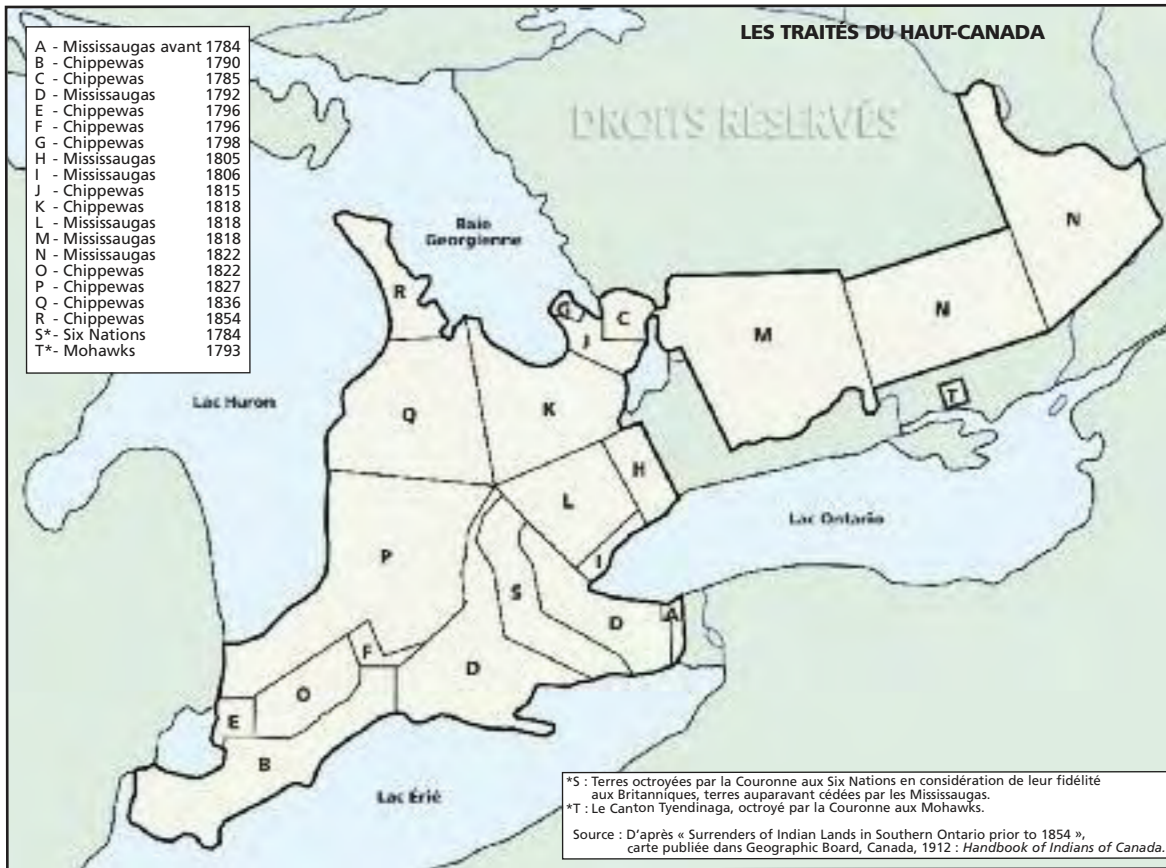 LES TRAITÉS DU HAUT-CANADA
A - Mississaugas avant 1784
B - Chippewas 1790
C - Chippewas 1785
D - Mississaugas 1792
E - Chippewas 1796
F - Chippewas 1796
G - Chippewas 1798
H - Mississaugas 1805
I - Mississaugas 1806
J - Chippewas 1815
K - Chippewas 1818
L - Mississaugas 1818
M - Mississaugas 1818
N - Mississaugas 1822
O - Chippewas 1822
P - Chippewas 1827
Q - Chippewas 1836
R - Chippewas 1854
S*- Six Nations 1784
T*- Mohawks 1793
DROITS RESERVÉS
Baie
Georgienne
N
R
G
C
J
M
N
Lac Huron
Q
K
T
H
L
Lac Ontario
P
I
S
A
D
F
D
O
E
B
Lac Érié
*S : Terres octroyées par la Couronne aux Six Nations en considération de leur fidélité
aux Britanniques, terres auparavant cédées par les Mississaugas.
*T : Le Canton Tyendinaga, octroyé par la Couronne aux Mohawks.
Source : D'après « Surrenders of Indian Lands in Southern Ontario prior to 1854 »,
carte publiée dans Geographic Board, Canada, 1912 : Handbook of Indians of Canada.